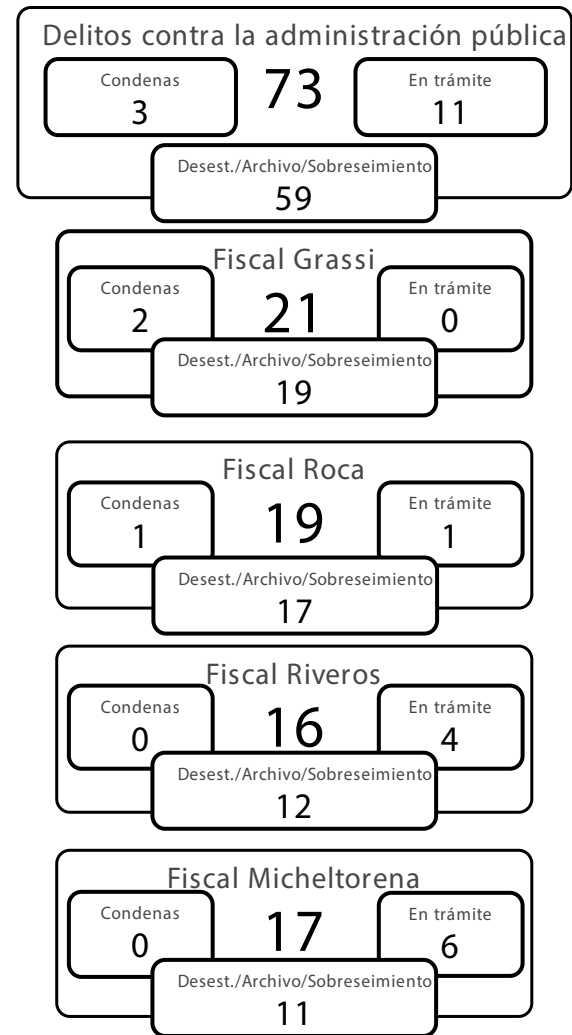 Delitos contra la administración pública
Condenas
3
73
En trámite
11
Desest./Archivo/Sobreseimiento
59
Fiscal Grassi
Condenas
2
21
En trámite
0
Desest./Archivo/Sobreseimiento
19
Fiscal Roca
Condenas
1
19
En trámite
1
Desest./Archivo/Sobreseimiento
17
Fiscal Riveros
Condenas
0
16
En trámite
4
Desest./Archivo/Sobreseimiento
12
Fiscal Micheltorena
Condenas
0
17
En trámite
6
Desest./Archivo/Sobreseimiento
11